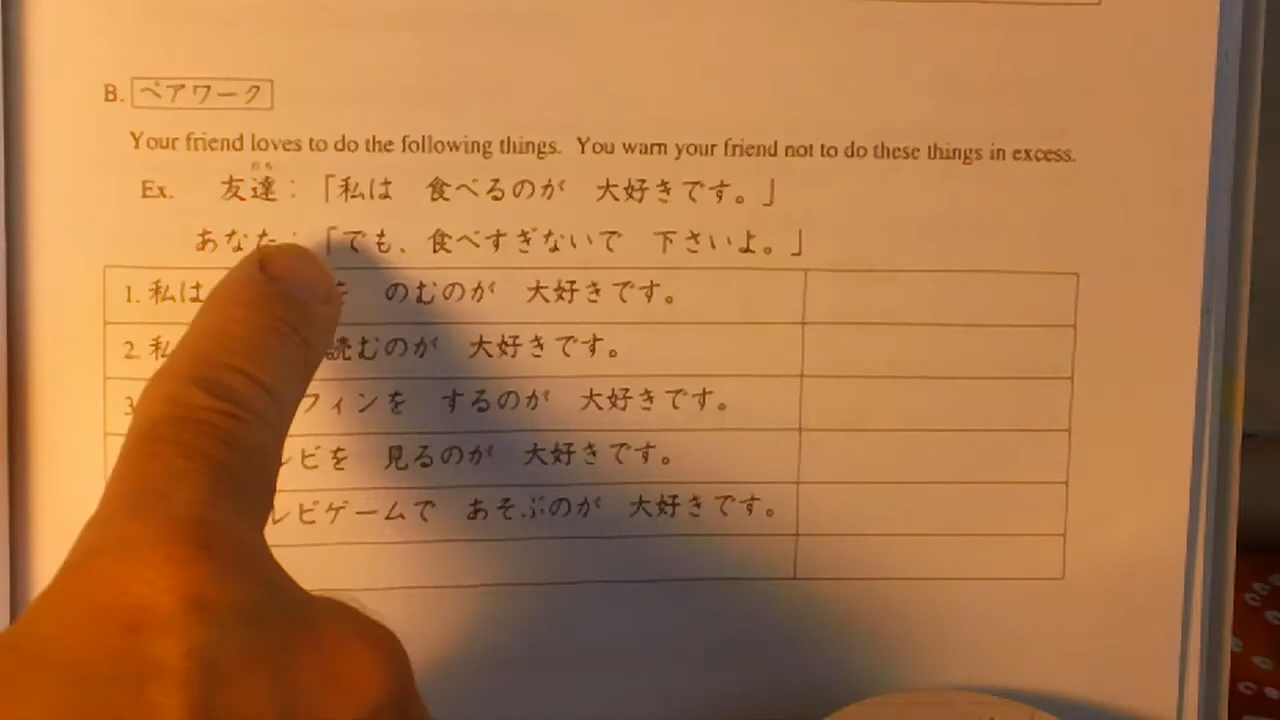 B. ペアワーク
Your friend loves to do the following things. You warn your friend not to do these things in excess.
Ex. 友達：「私は 食べるのが 大好きです。」
あなた：「でも、食べすぎないで 下さいよ。」
1. 私は を のむのが 大好きです。
2. 私 読むのが 大好きです。
3 フィンを するのが 大好きです。
レビを 見るのが 大好きです。
レビゲームで あそぶのが 大好きです。